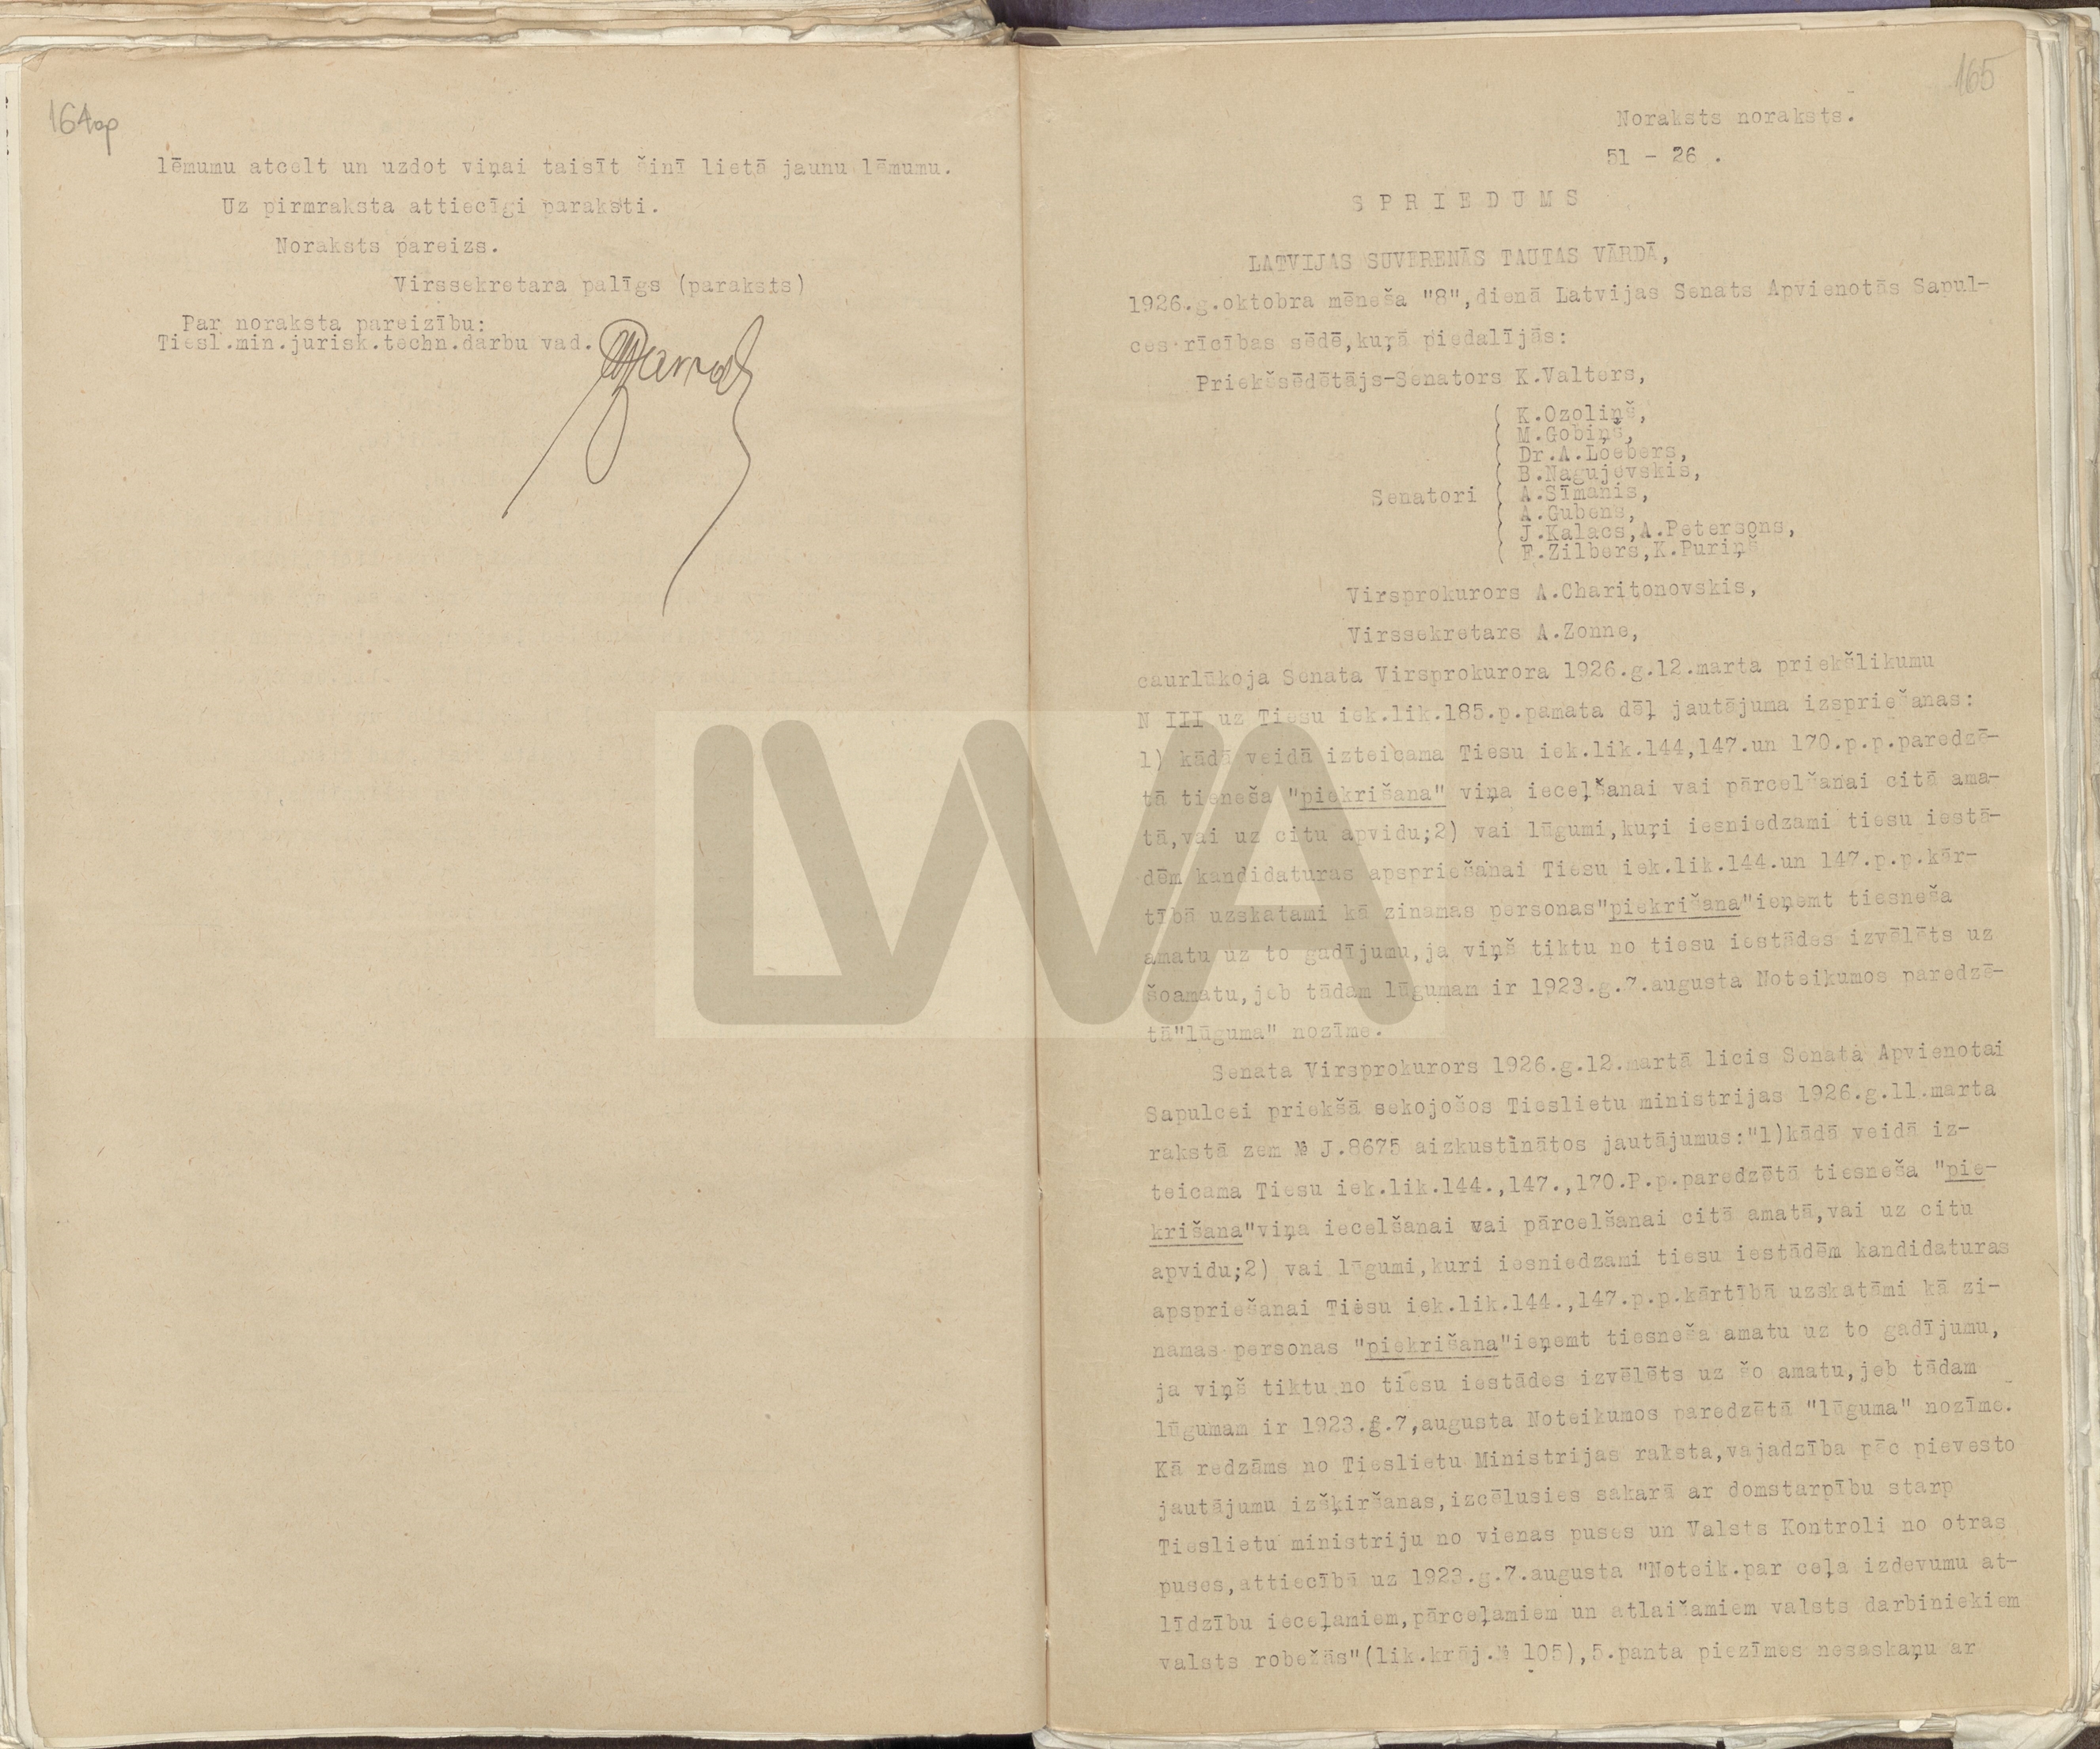 164op
lēmumu atcelt un uzdot viņai taisīt šinī lietā jaunu lēmumu.
Uz pirmraksta attiecīgi paraksti.
Noraksts pareizs.
Virssekretara palīgs (paraksts)
Par noraksta pareizību:
Tiesl.min.jurisk.techn.darbu vad.
165
Noraksts noraksts.
51 - 26 .
SPRIEDUMS
LATVIJAS SUVERENĀS TAUTAS VĀRDĀ,
1926.g.oktobra mēneša "8",dienā Latvijas Senats Apvienotās Sapul-
ces rīcības sēdē,kuŗā piedalījās:
Priekšsēdētājs-Senators K.Valters,
K.Ozoliņš,
M.Gobiņš,
Dr.A.Loebers,
B.Nagujevskis,
Senatori A.Sīmanis,
A.Gubens,
J.Kalacs,A.Petersons,
F.Zilbers,K.Puriņš
Virsprokurors A.Charitonovskis,
Virssekretars A.Zonne,
caurlūkoja Senata Virsprokurora 1926.g.12.marta priekšlikumu
N III uz Tiesu iek.lik.185.p.pamata dēļ jautājuma izspriešanas:
1) kādā veidā izteicama Tiesu iek.lik.144,147.un 170.p.p.paredzē-
tā tieneša "piekrišana" viņa ieceļšanai vai pārcelšanai citā ama-
tā,vai uz citu apvidu;2) vai lūgumi,kuŗi iesniedzami tiesu iestā-
dēm kandidaturas apspriešanai Tiesu iek.lik.144.un 147.p.p.kār-
tībā uzskatami kā zinamas personas"piekrišana"ieņemt tiesneša
amatu uz to gadījumu,ja viņš tiktu no tiesu iestādes izvēlēts uz
šoamatu,jeb tādam lūgumam ir 1923.g.7.augusta Noteikumos paredzē-
tā"lūguma" nozīme.
Senata Virsprokurors 1926.g.12.martā licis Senata Apvienotai
Sapulcei priekšā sekojošos Tieslietu ministrijas 1926.g.11.marta
rakstā zem № J.8675 aizkustinātos jautājumus:"1)kādā veidā iz-
teicama Tiesu iek.lik.144.,147.,170.P.p.paredzētā tiesneša "pie-
krišana"viņa iecelšanai vai pārcelšanai citā amatā,vai uz citu
apvidu;2) vai lūgumi,kuri iesniedzami tiesu iestādēm kandidaturas
apspriešanai Tiesu iek.lik.144.,147.p.p.kārtībā uzskatāmi kā zi-
namas personas "piekrišana"ieņemt tiesneša amatu uz to gadījumu,
ja viņš tiktu no tiesu iestādes izvēlēts uz šo amatu,jeb tādam
lūgumam ir 1923.g.7,augusta Noteikumos paredzētā "lūguma" nozīme.
Kā redzāms no Tieslietu Ministrijas raksta,vajadzība pēc pievesto
jautājumu izšķiršanas,izcēlusies sakarā ar domstarpību starp
Tieslietu ministriju no vienas puses un Valsts Kontroli no otras
puses,attiecībā uz 1923.g.7.augusta "Noteik.par ceļa izdevumu at-
līdzību ieceļamiem,pārceļamiem un atlaišamiem valsts darbiniekiem
valsts robežās"(lik.krāj.№ 105),5.panta piezīmes nesaskaņu ar
LVVA